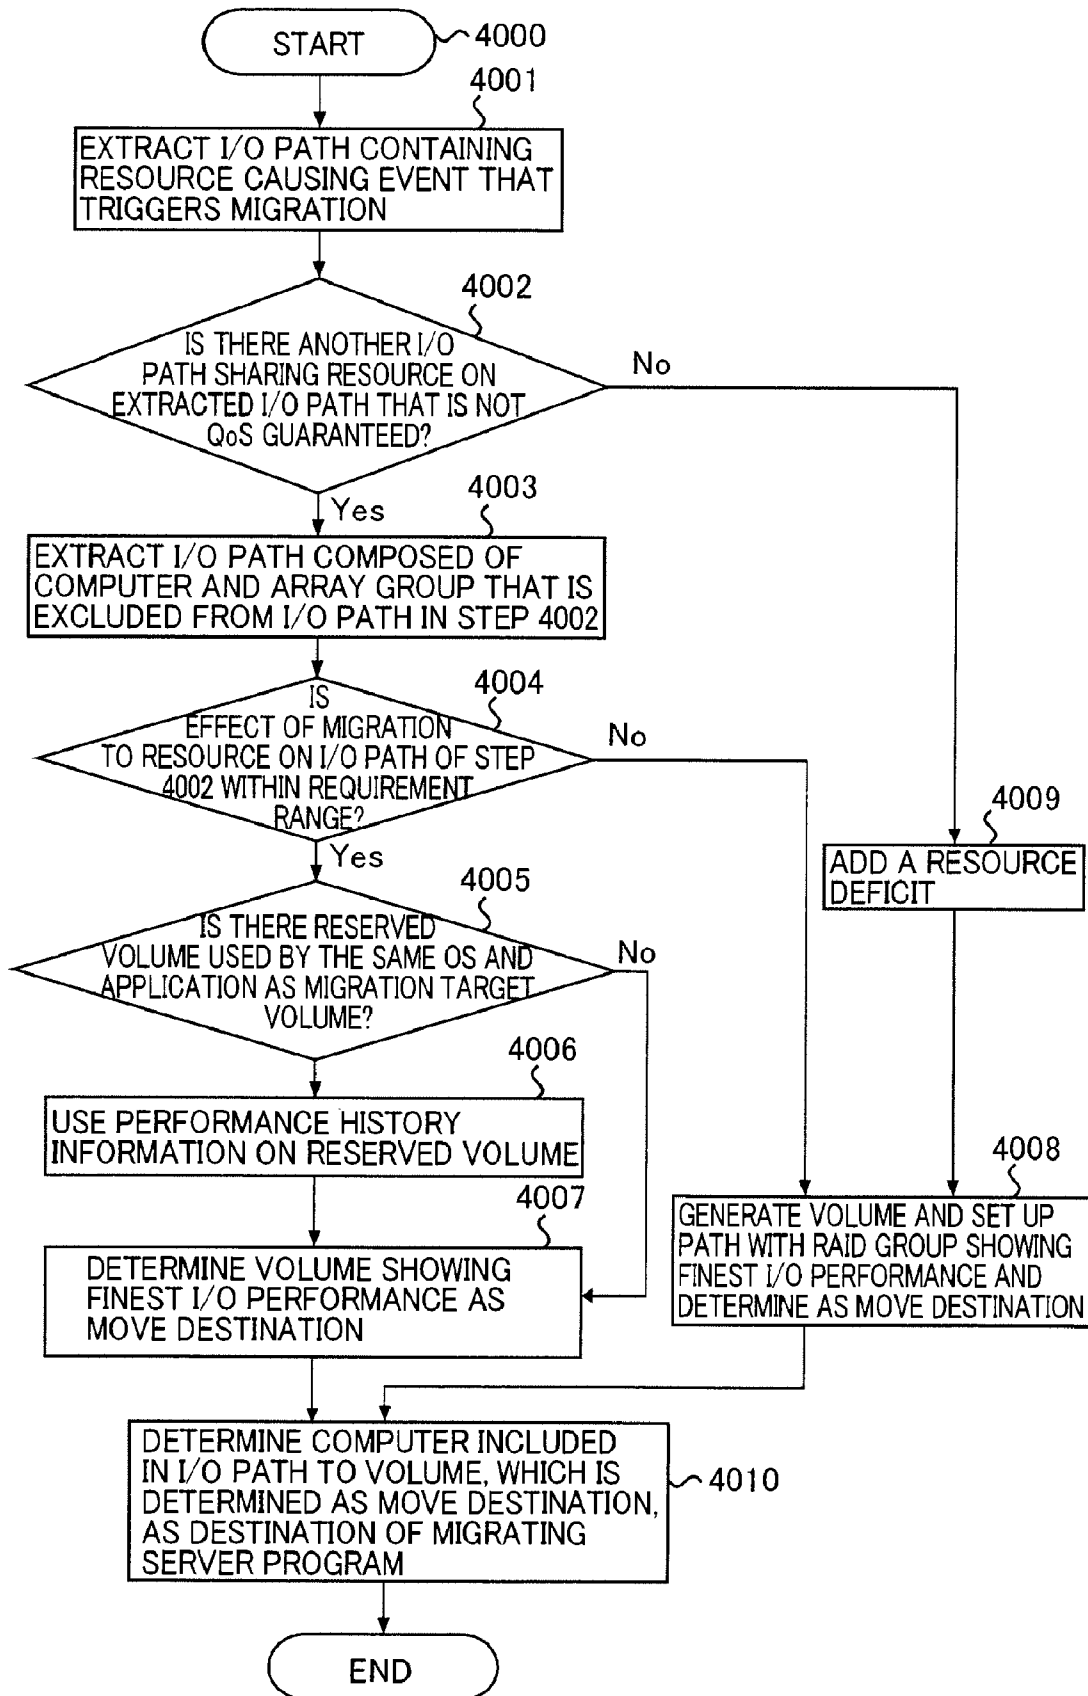 START
4000
4001
EXTRACT I/O PATH CONTAINING
RESOURCE CAUSING EVENT THAT
TRIGGERS MIGRATION
4002
IS THERE ANOTHER I/O
PATH SHARING RESOURCE ON
EXTRACTED I/O PATH THAT IS NOT
QoS GUARANTEED?
No
Yes
4003
EXTRACT I/O PATH COMPOSED OF
COMPUTER AND ARRAY GROUP THAT IS
EXCLUDED FROM I/O PATH IN STEP 4002
4004
IS
EFFECT OF MIGRATION
TO RESOURCE ON I/O PATH OF STEP
4002 WITHIN REQUIREMENT
RANGE?
No
Yes
4009
ADD A RESOURCE
DEFICIT
4005
IS THERE RESERVED
VOLUME USED BY THE SAME OS AND
APPLICATION AS MIGRATION TARGET
VOLUME?
No
4006
USE PERFORMANCE HISTORY
INFORMATION ON RESERVED VOLUME
4007
DETERMINE VOLUME SHOWING
FINEST I/O PERFORMANCE AS
MOVE DESTINATION
4008
GENERATE VOLUME AND SET UP
PATH WITH RAID GROUP SHOWING
FINEST I/O PERFORMANCE AND
DETERMINE AS MOVE DESTINATION
DETERMINE COMPUTER INCLUDED
IN I/O PATH TO VOLUME, WHICH IS
DETERMINED AS MOVE DESTINATION,
AS DESTINATION OF MIGRATING
SERVER PROGRAM
4010
END